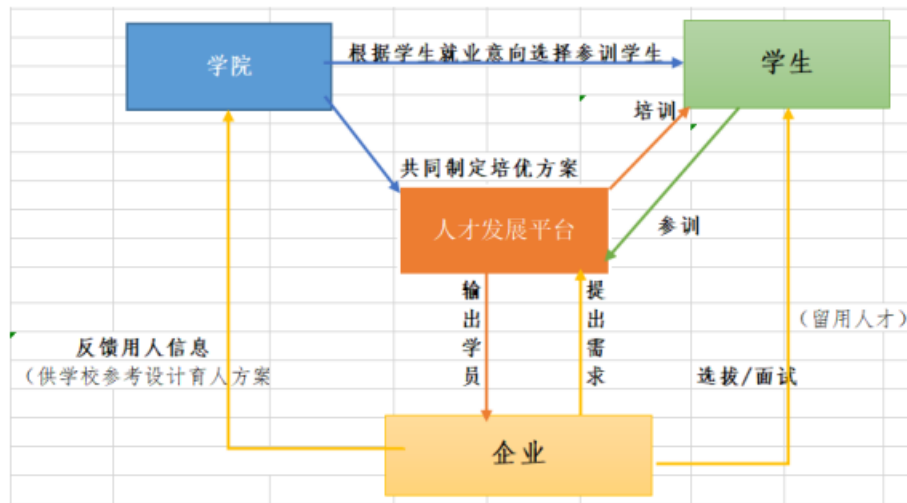 学院
根据学生就业意向选择参训学生
学生
培训
共同制定培优方案
人才发展平台
参训
输出学员
提出需求
（留用人才）
反馈用人信息
（供学校参考设计育人方案
选拔/面试
企业